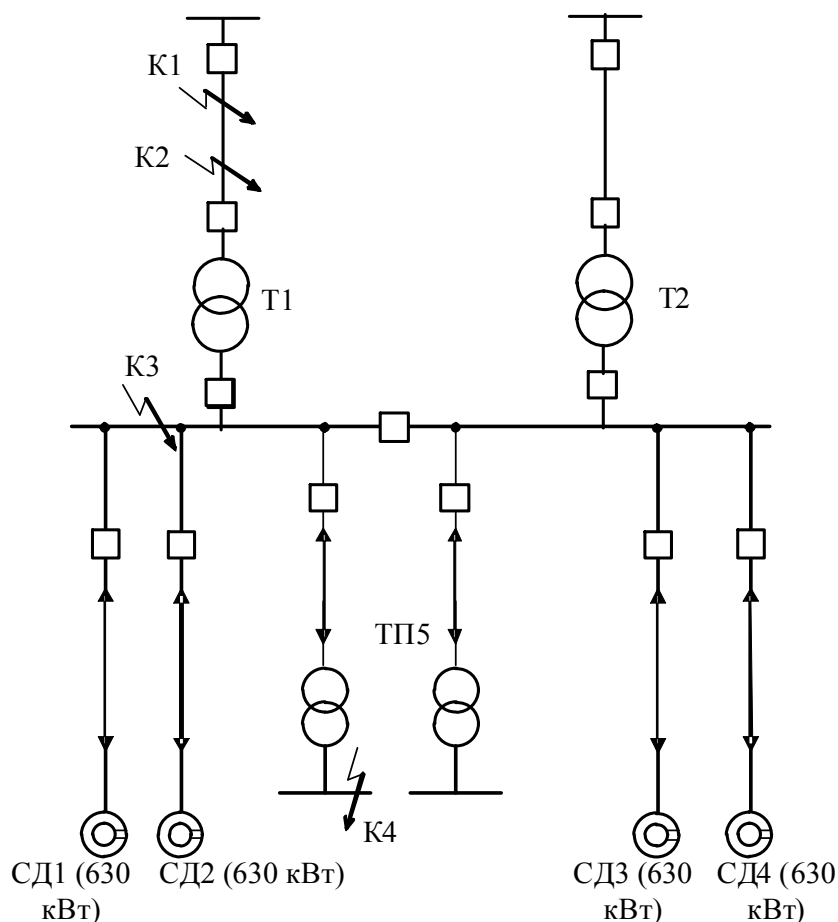 К1
К2
Т1
Т2
К3
ТП5
К4
СД1 (630
кВт)
СД2 (630 кВт)
СД3 (630
кВт)
СД4 (630
кВт)